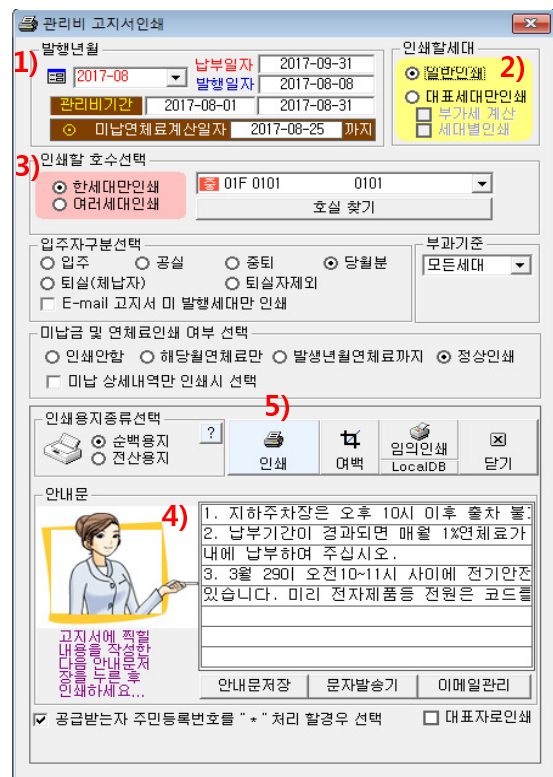 관리비 고지서인쇄
발행년월
1)
2017-08
납부일자 2017-09-31
발행일자 2017-08-08
관리비기간 2017-08-01 2017-08-31
미납연체료계산일자 2017-08-25 까지
인쇄할세대
2)
일반인쇄
대표세대만인쇄
부가세 계산
세대별인쇄
인쇄할 호수선택
3)
한세대만인쇄
여러세대인쇄
중 01F 0101 0101
호실 찾기
입주자구분선택
입주 공실 중퇴 당월분
퇴실(체납자) 퇴실자제외
E-mail 고지서 미 발행세대만 인쇄
부과기준
모든세대
미납금 및 연체료인쇄 여부 선택
인쇄안함 해당월연체료만 발생년월연체료까지 정상인쇄
미납 상세내역만 인쇄시 선택
인쇄용지종류선택
순백용지
전산용지
?
5)
인쇄
여백
임의인쇄
LocalDB
닫기
안내문
4)
1. 지하주차장은 오후 10시 이후 출차 불
2. 납부기간이 경과되면 매월 1%연체료가
내에 납부하여 주십시오.
3. 3월 29이 오전10~11시 사이에 전기안전
있습니다. 미리 전자제품등 전원은 코드를
고지서에 찍힐
내용을 작성한
다음 안내문저
장을 누른 후
인쇄하세요...
안내문저장 문자발송기 이메일관리
공급받는자 주민등록번호를 "*"처리 할경우 선택
대표자로인쇄